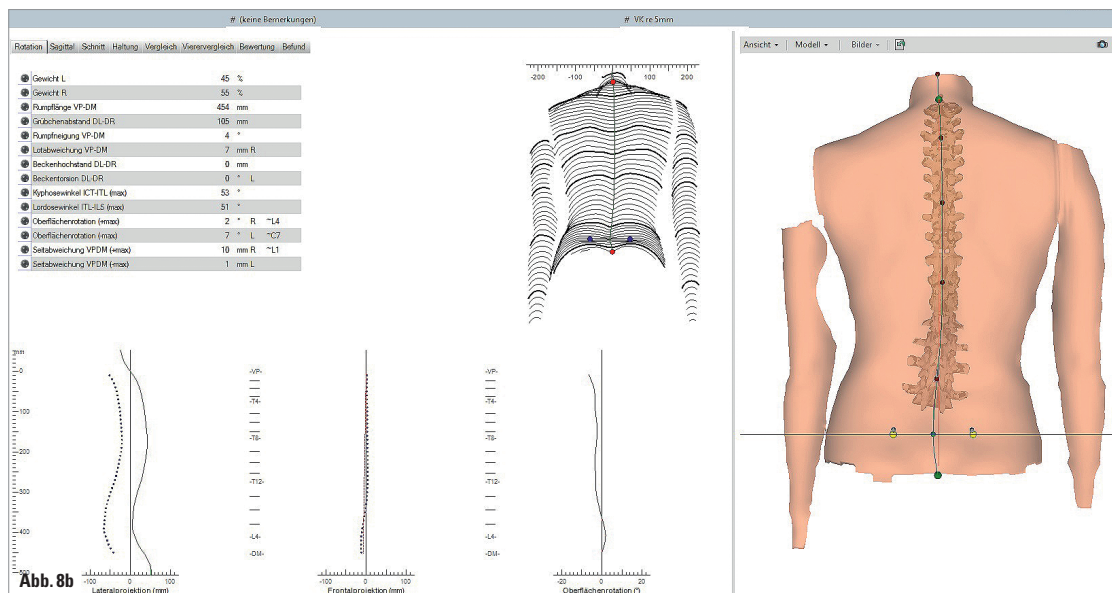 # (keine Bemerkungen)
# VK re 5mm
Rotation Sagittal Schnitt Haltung Vergleich Vierervergleich Bewertung Befund
Ansicht Modell Bilder
Gewicht L 45 %
Gewicht R 55 %
Rumpflänge VP-DM 454 mm
Grübchenabstand DL-DR 105 mm
Rumpfneigung VP-DM 4 °
Lotabweichung VP-DM 7 mm R
Beckenhochstand DL-DR 0 mm
Beckentorsion DL-DR 0 ° L
Kyphosewinkel ICT-ITL (max) 53 °
Lordosewinkel ITL-ILS (max) 51 °
Oberflächenrotation (+max) 2 ° R ~L4
Oberflächenrotation (-max) 7 ° L ~C7
Seitabweichung VPDM (+max) 10 mm R ~L1
Seitabweichung VPDM (-max) 1 mm L
-200 -100 0 100 200
mm
0
100
200
300
400
500
-VP-
-T4-
-T8-
-T12-
-L4-
-DM-
-VP-
-T4-
-T8-
-T12-
-L4-
-DM-
-100 0 100
Lateralprojektion (mm)
-100 0 100
Frontalprojektion (mm)
-20 0 20
Oberflächenrotation (°)
Abb. 8b